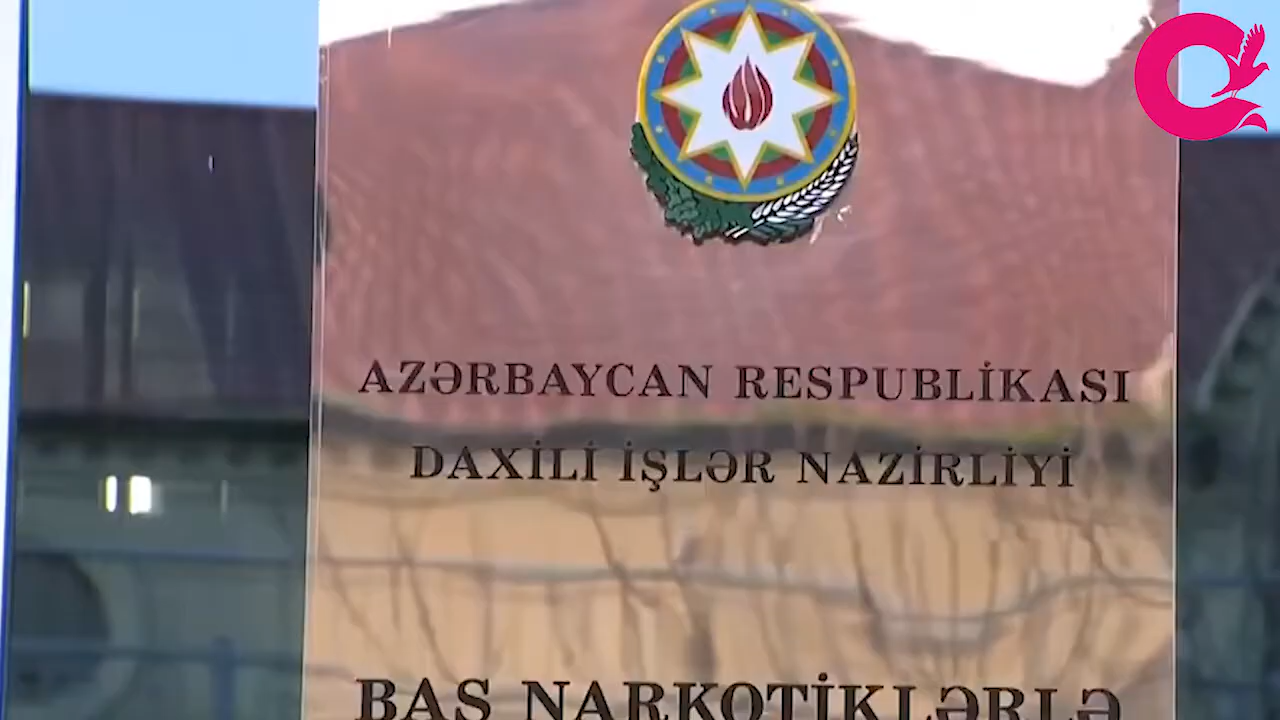 AZƏRBAYCAN RESPUBLİKASI
DAXİLİ İŞLƏR NAZİRLİYİ
BAŞ NARKOTİKLƏRLƏ